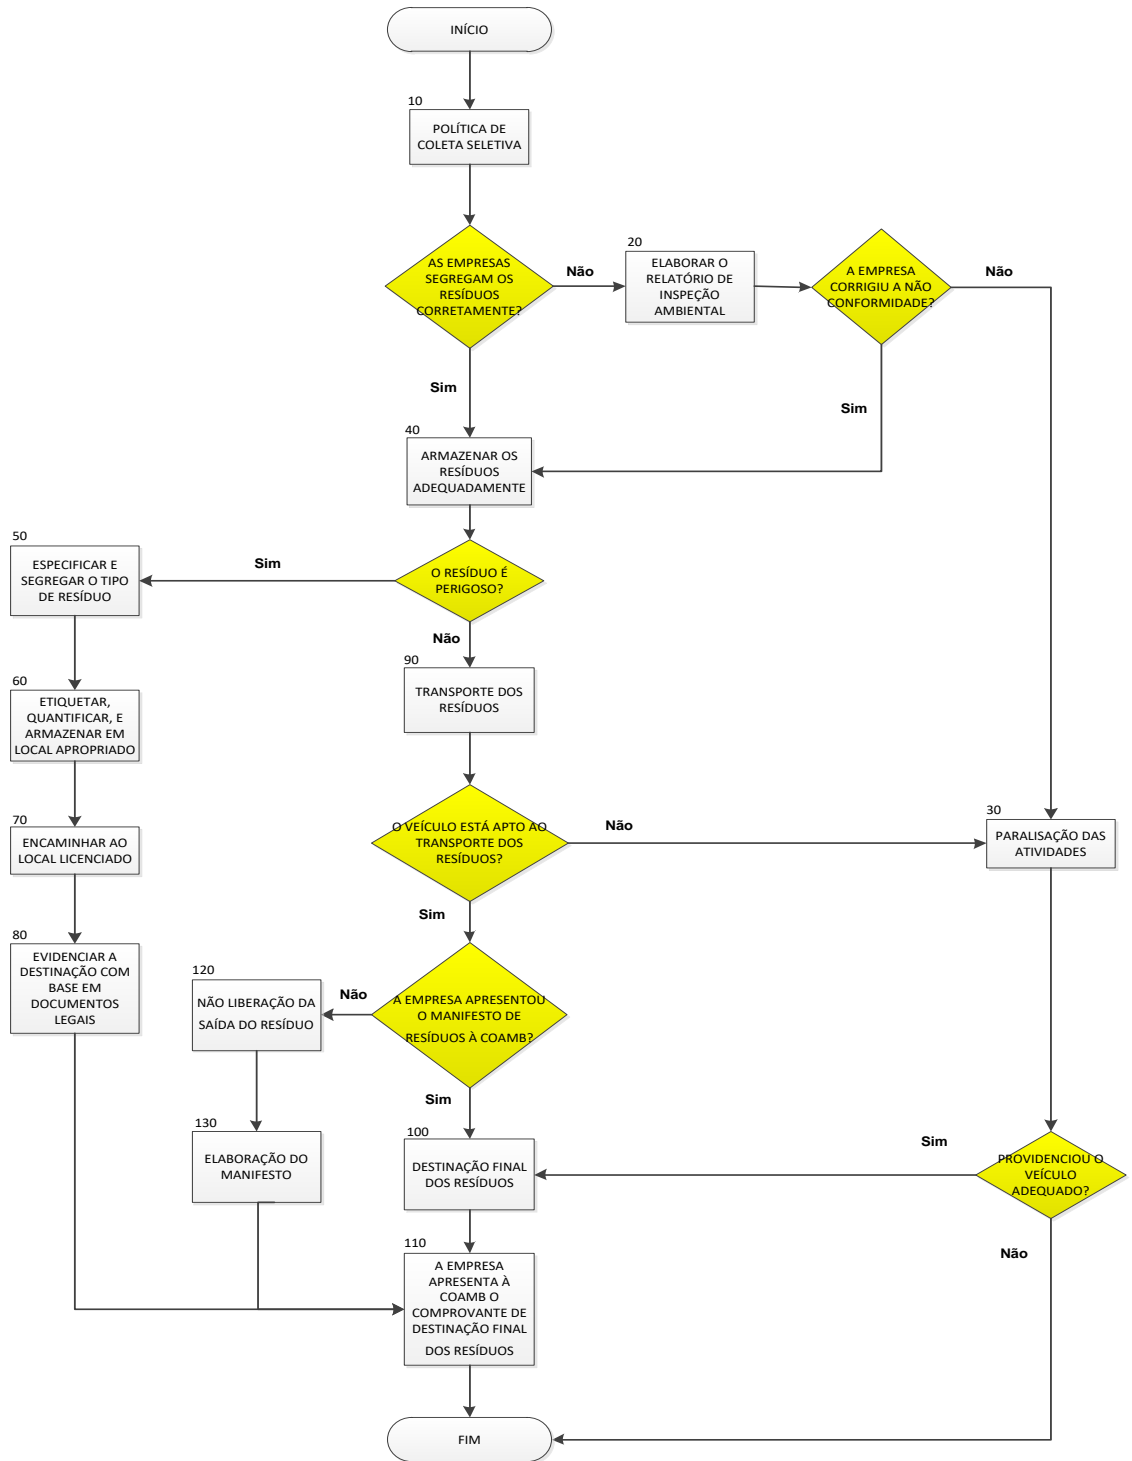 INÍCIO
10
POLÍTICA DE
COLETA SELETIVA
AS EMPRESAS
SEGREGAM OS
RESÍDUOS
CORRETAMENTE?
Não
20
ELABORAR O
RELATÓRIO DE
INSPEÇÃO
AMBIENTAL
A EMPRESA
CORRIGIU A NÃO
CONFORMIDADE?
Não
Sim
Sim
40
ARMAZENAR OS
RESÍDUOS
ADEQUADAMENTE
O RESÍDUO É
PERIGOSO?
Sim
50
ESPECIFICAR E
SEGREGAR O TIPO
DE RESÍDUO
Não
60
ETIQUETAR,
QUANTIFICAR, E
ARMAZENAR EM
LOCAL APROPRIADO
90
TRANSPORTE DOS
RESÍDUOS
70
ENCAMINHAR AO
LOCAL LICENCIADO
O VEÍCULO ESTÁ APTO AO
TRANSPORTE DOS
RESÍDUOS?
Não
30
PARALISAÇÃO DAS
ATIVIDADES
Sim
80
EVIDENCIAR A
DESTINAÇÃO COM
BASE EM
DOCUMENTOS
LEGAIS
120
NÃO LIBERAÇÃO DA
SAÍDA DO RESÍDUO
Não
A EMPRESA APRESENTOU
O MANIFESTO DE
RESÍDUOS À COAMB?
Sim
130
ELABORAÇÃO DO
MANIFESTO
100
DESTINAÇÃO FINAL
DOS RESÍDUOS
Sim
PROVIDENCIOU O
VEÍCULO
ADEQUADO?
Não
110
A EMPRESA
APRESENTA À
COAMB O
COMPROVANTE DE
DESTINAÇÃO FINAL
DOS RESÍDUOS
FIM